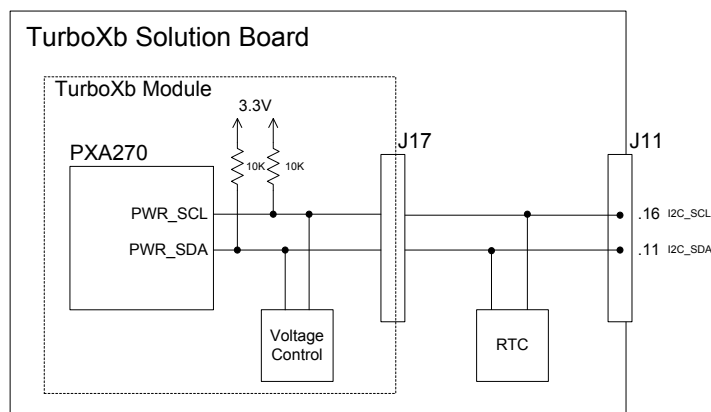 TurboXb Solution Board
TurboXb Module
3.3V
J17
J11
PXA270
10K
10K
PWR_SCL
.16 I2C_SCL
PWR_SDA
.11 I2C_SDA
Voltage
Control
RTC